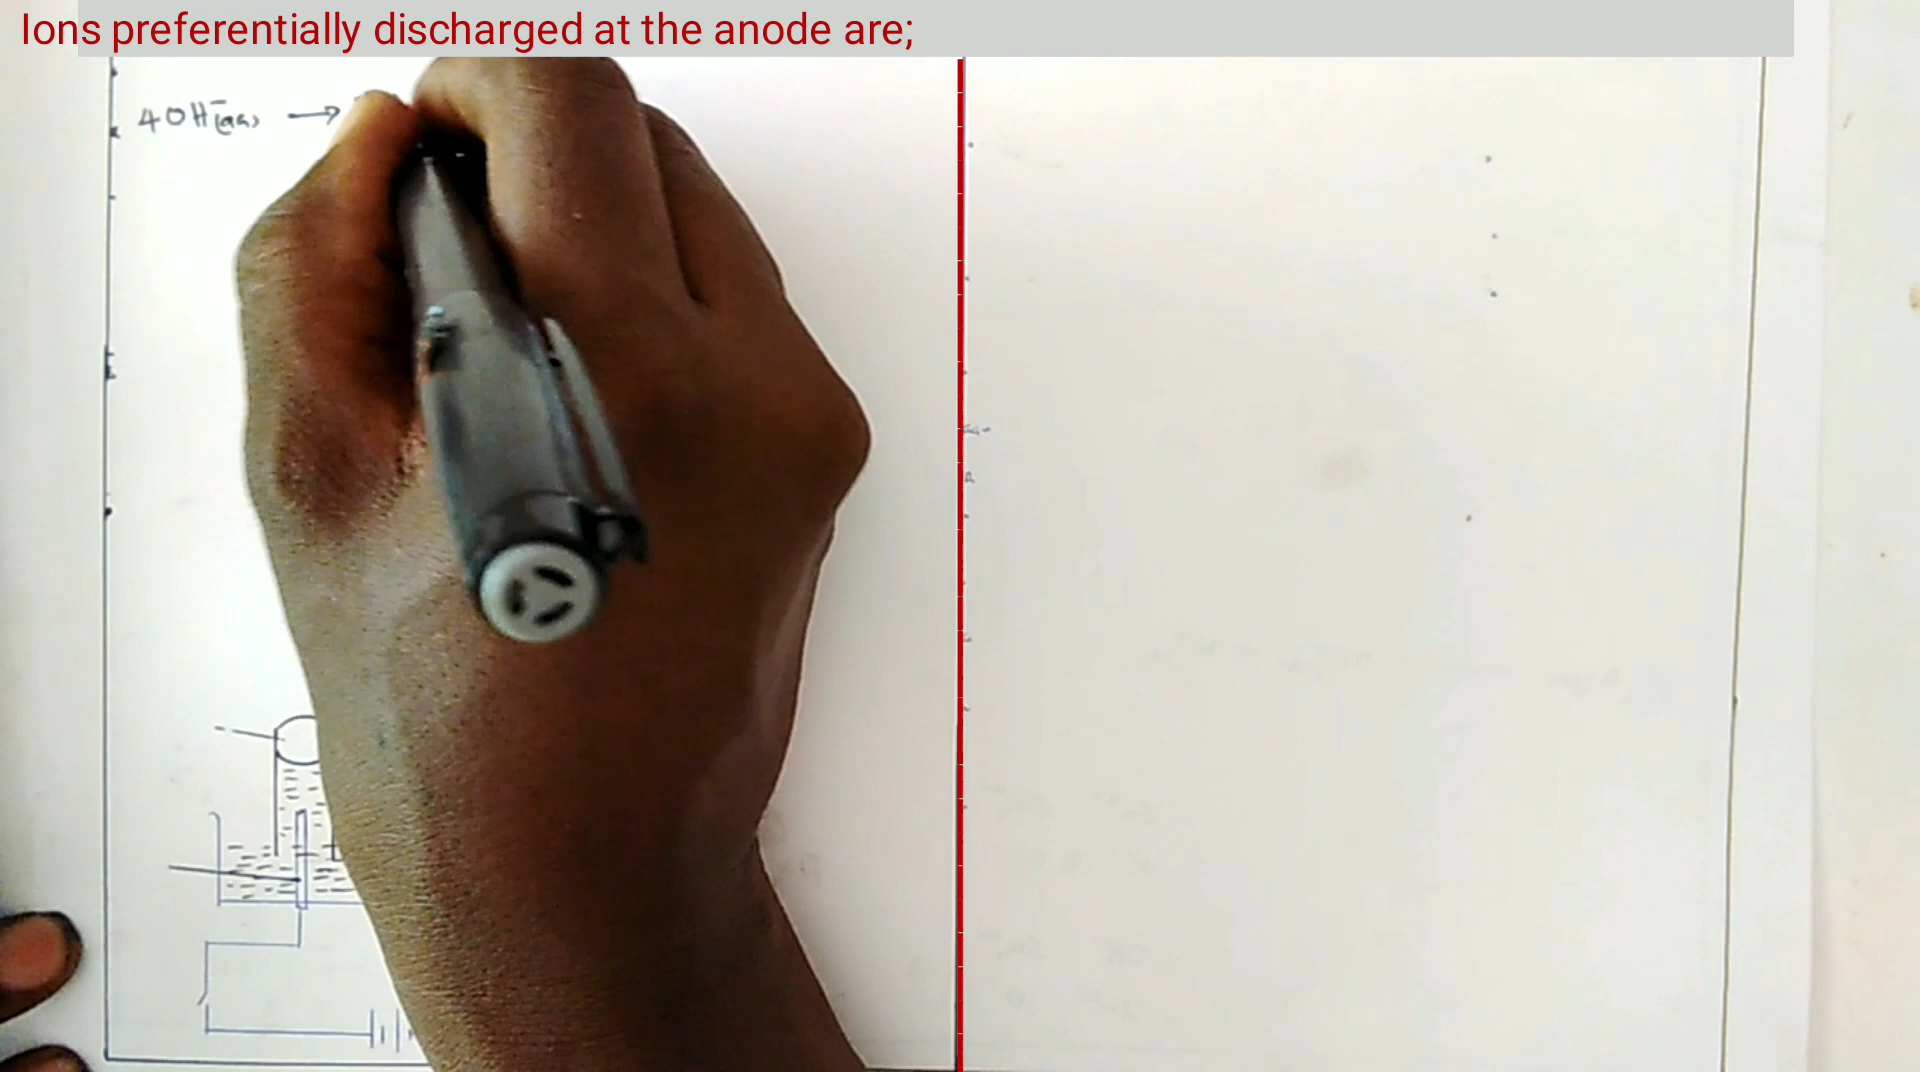 Ions preferentially discharged at the anode are;
4OH⁻(aq) →